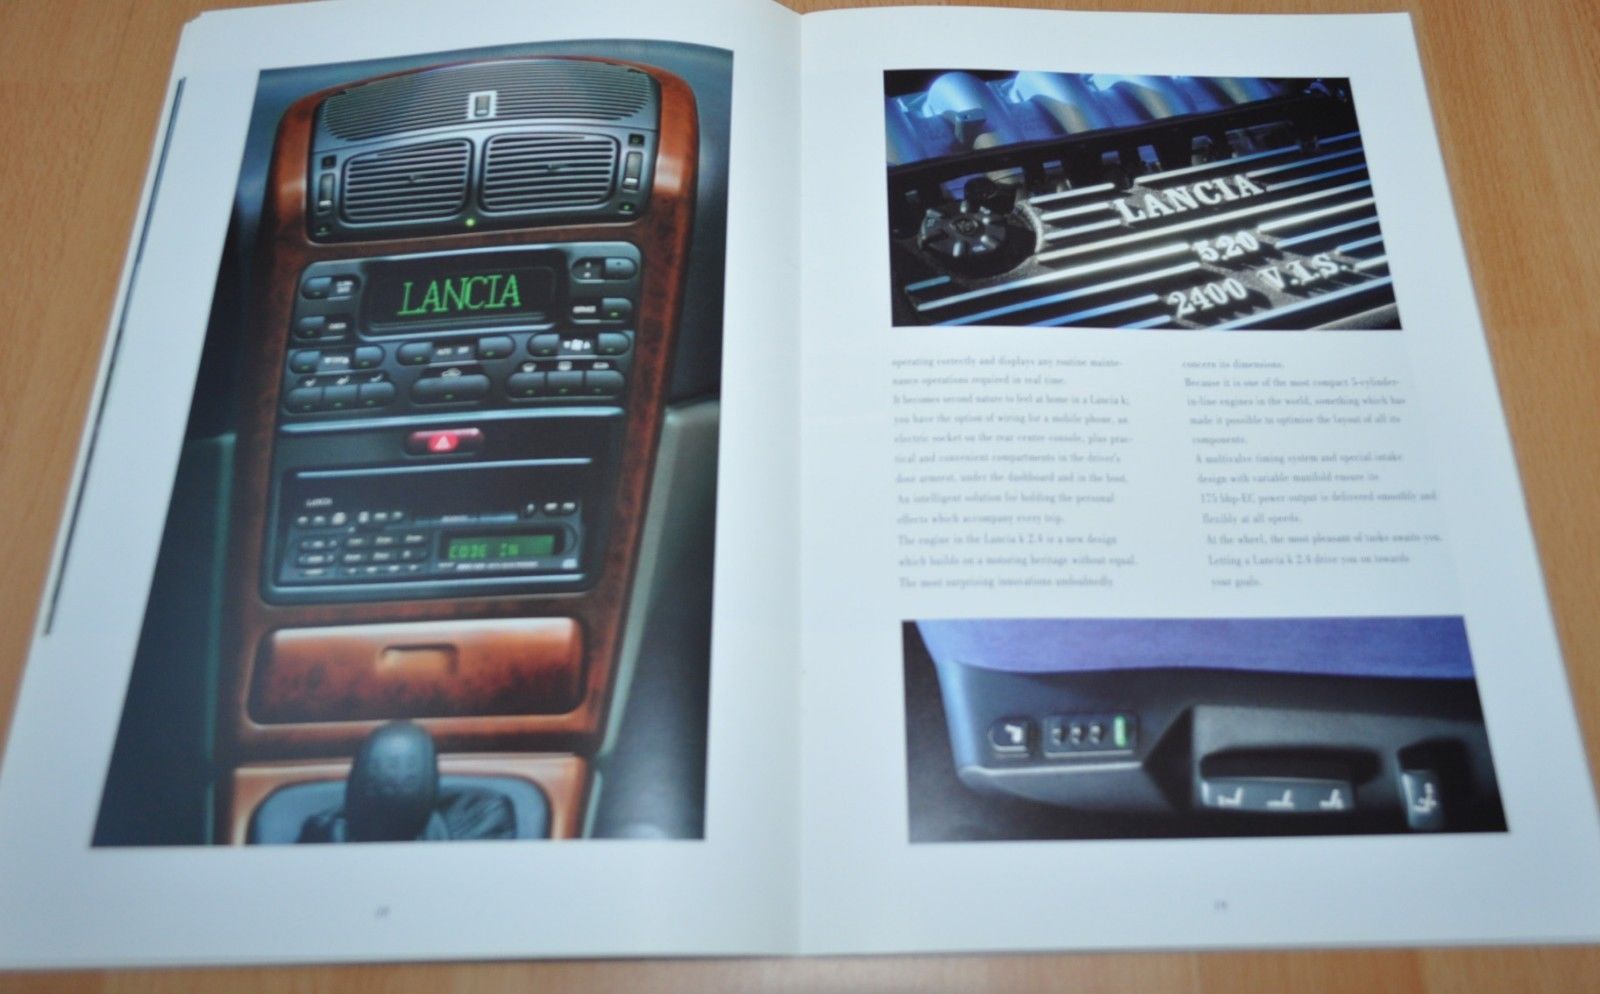 LANCIA
LANCIA
CODE IN
LANCIA
5.20
2400 V.I.S.
operating correctly and displays any routine mainte-
nance operations required in real time.
It becomes second nature to feel at home in a Lancia k;
you have the option of wiring for a mobile phone, an
electric socket on the rear centre console, plus prac-
tical and convenient compartments in the driver's
door armrest, under the dashboard and in the boot.
An intelligent solution for holding the personal
effects which accompany every trip.
The engine in the Lancia k 2.4 is a new design
which builds on a motoring heritage without equal.
The most surprising innovations undoubtedly
concern its dimensions.
Because it is one of the most compact 5-cylinder-
in-line engines in the world, something which has
made it possible to optimise the layout of all its
components.
A multivalve timing system and special intake
design with variable manifold ensure its
175 bhp-EC power output is delivered smoothly and
flexibly at all speeds.
At the wheel, the most pleasant of tasks awaits you.
Letting a Lancia k 2.4 drive you on towards
your goals.